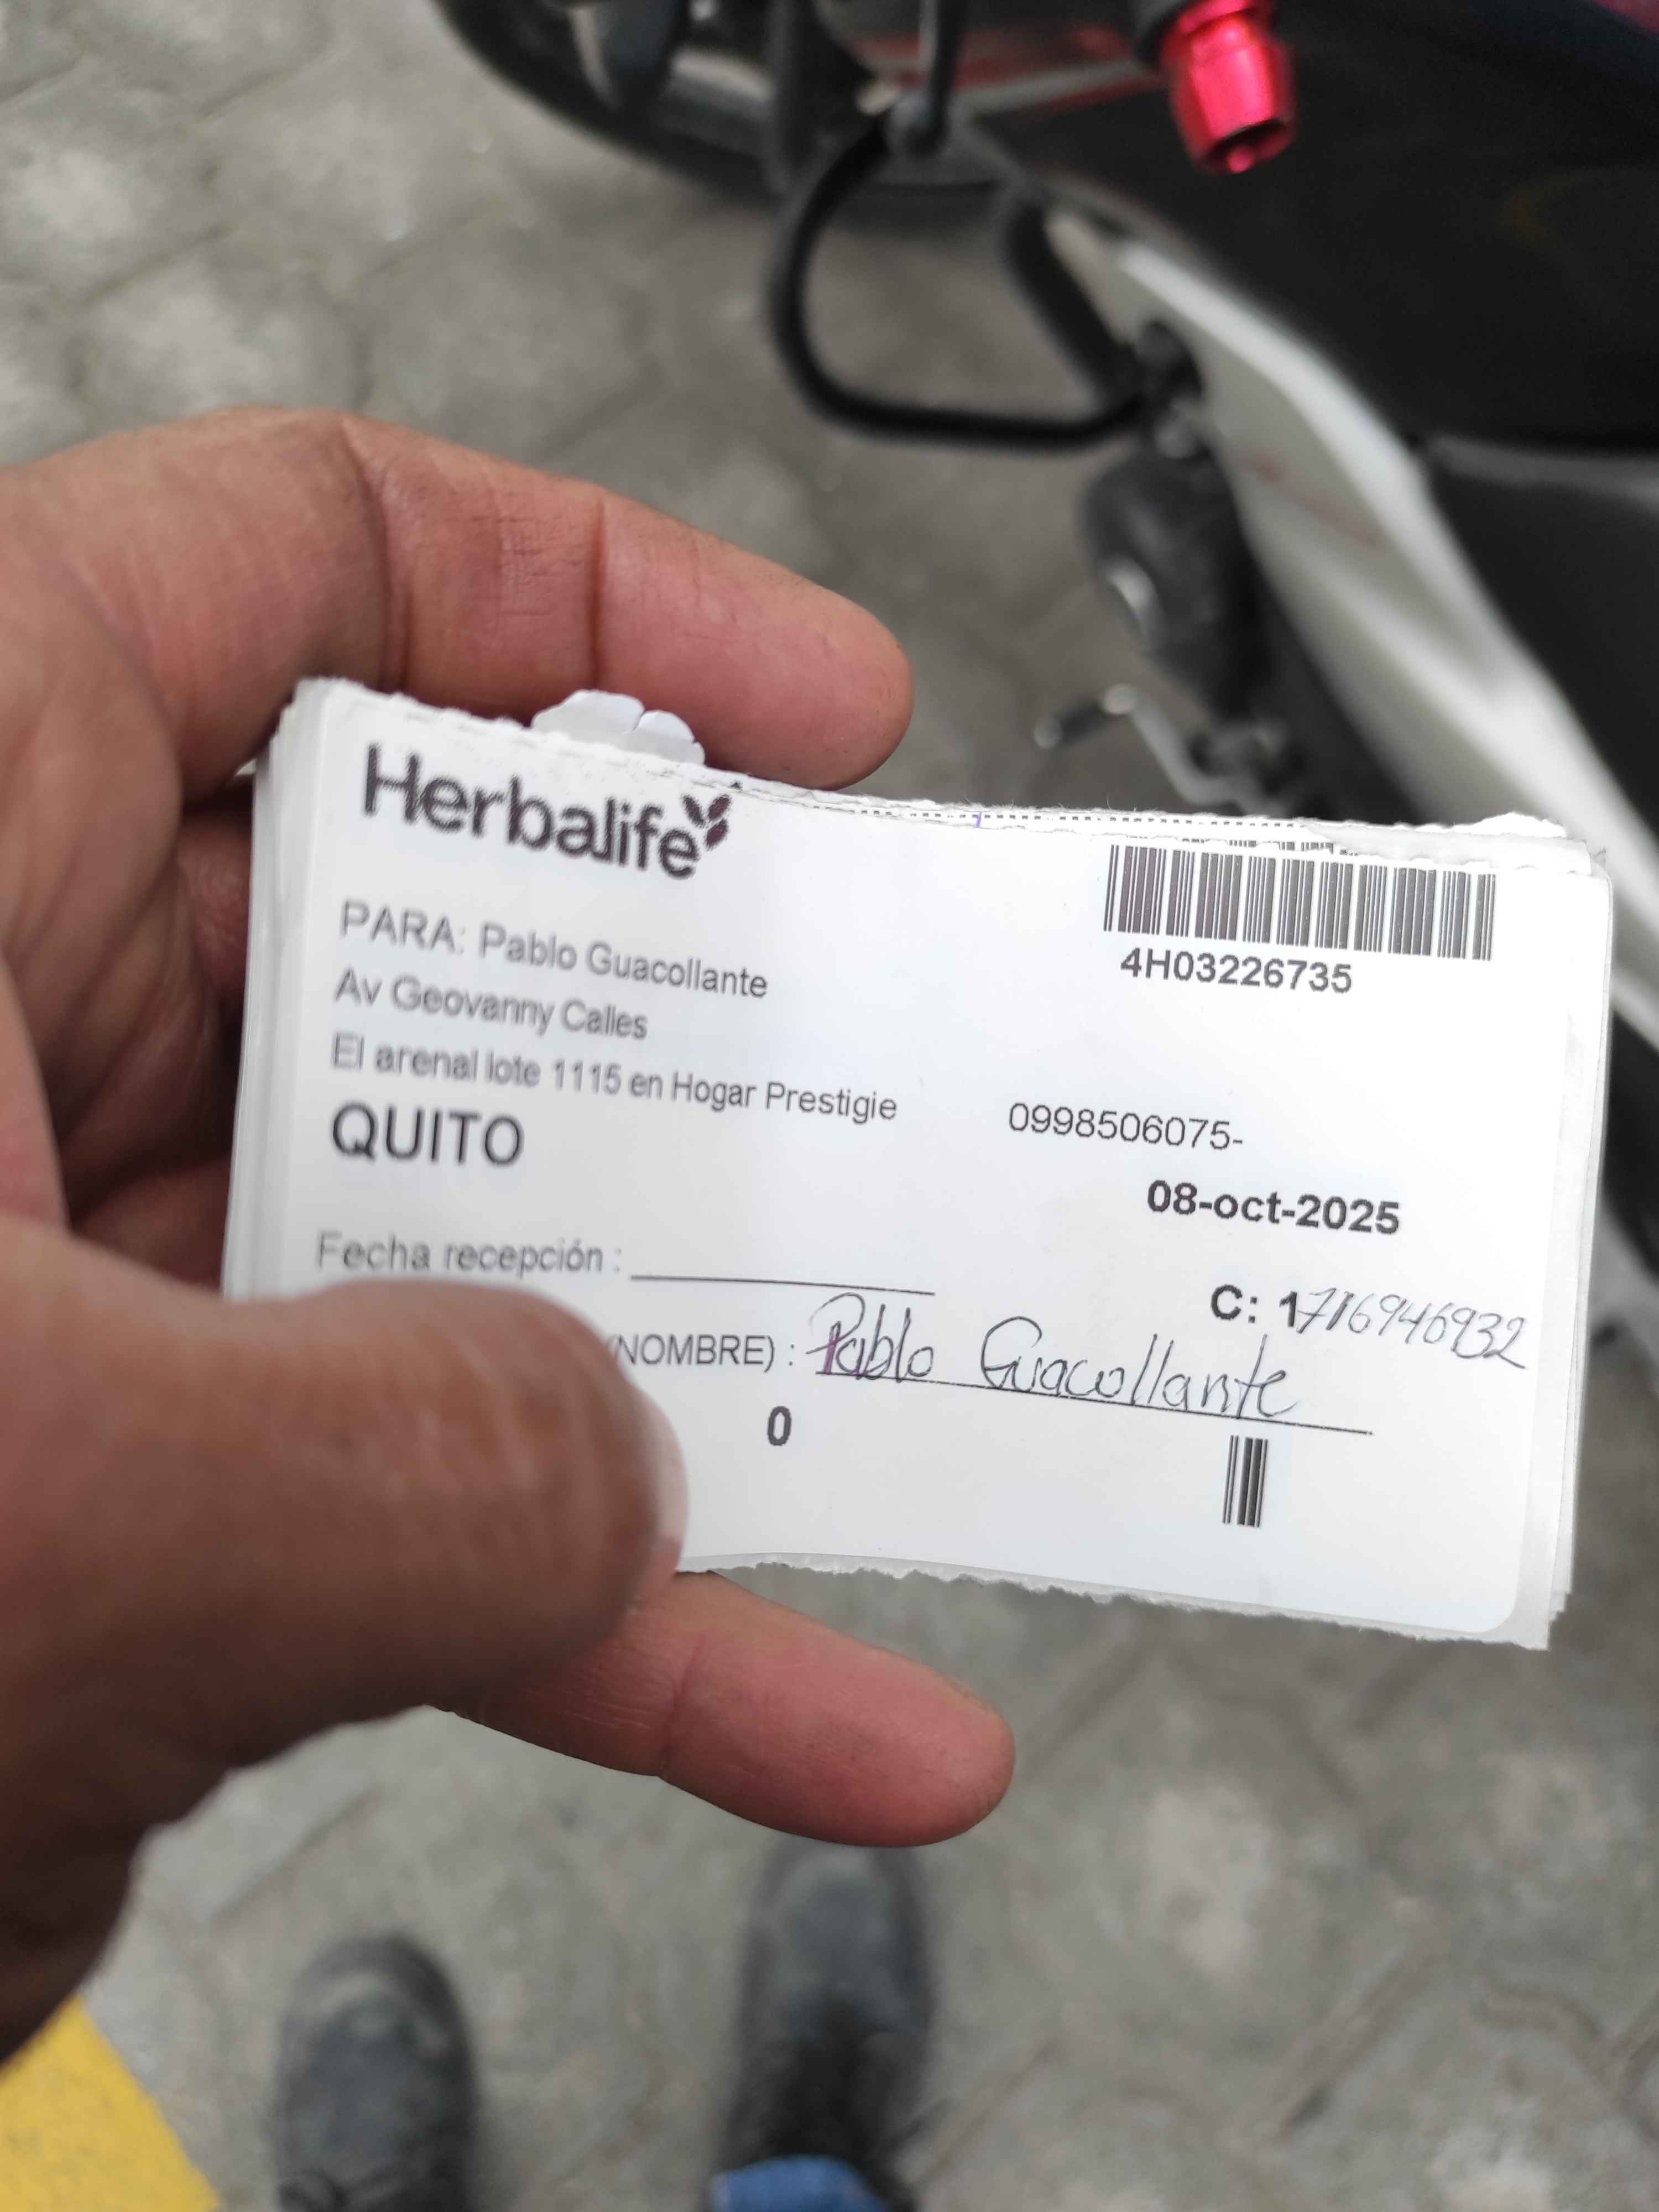 Herbalife
4H03226735
PARA: Pablo Guacollante
Av Geovanny Calles
El arenal lote 1115 en Hogar Prestigie
0998506075-
QUITO
08-oct-2025
Fecha recepción :
C: 1716946932
(NOMBRE) : Pablo Guacollante
0